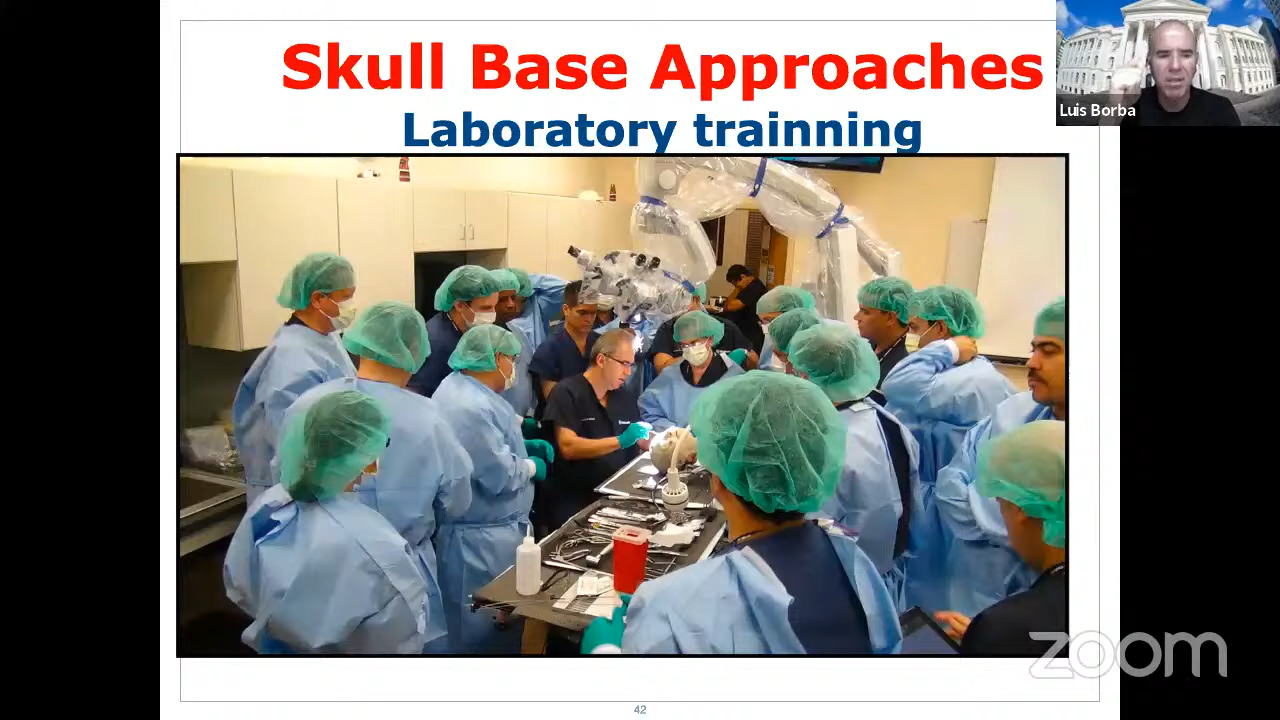 Skull Base Approaches
Laboratory trainning
Luis Borba
zoom
42